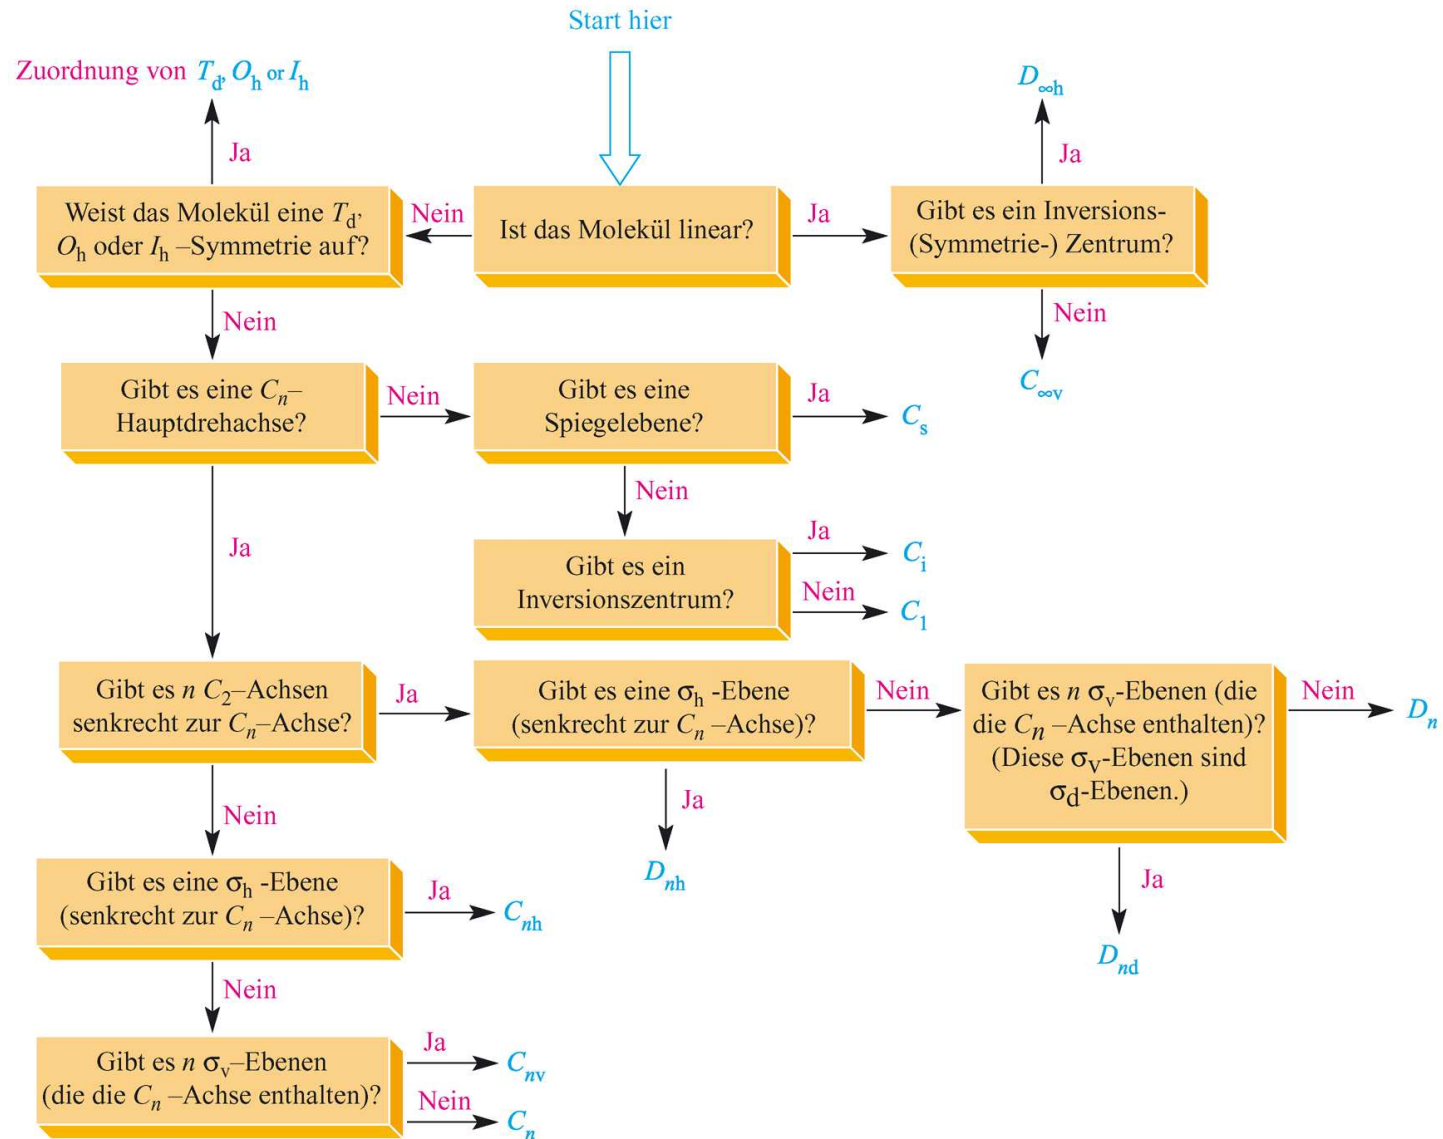 Start hier
Zuordnung von Td, Oh or Ih
D∞h
Ja
Ja
Weist das Molekül eine Td,
Oh oder Ih –Symmetrie auf?
Nein
Ist das Molekül linear?
Ja
Gibt es ein Inversions-
(Symmetrie-) Zentrum?
Nein
Nein
C∞v
Gibt es eine Cn–
Hauptdrehachse?
Nein
Gibt es eine
Spiegelebene?
Ja
Cs
Nein
Ja
Gibt es ein
Inversionszentrum?
Ja
Ci
Nein
C1
Gibt es n C2–Achsen
senkrecht zur Cn–Achse?
Ja
Gibt es eine σh -Ebene
(senkrecht zur Cn –Achse)?
Nein
Gibt es n σv-Ebenen (die
die Cn –Achse enthalten)?
(Diese σv-Ebenen sind
σd-Ebenen.)
Nein
Dn
Nein
Ja
Dnh
Ja
Dnd
Gibt es eine σh -Ebene
(senkrecht zur Cn –Achse)?
Ja
Cnh
Nein
Gibt es n σv–Ebenen
(die die Cn –Achse enthalten)?
Ja
Cnv
Nein
Cn